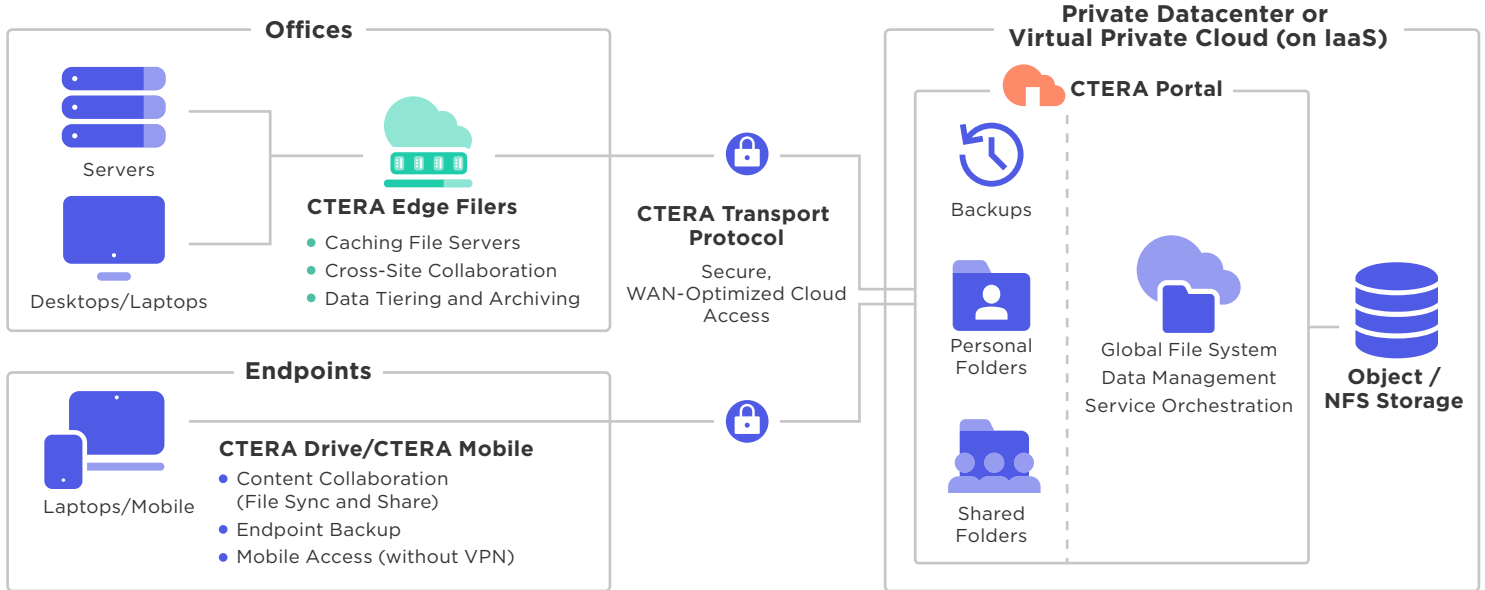 Offices
Servers
Desktops/Laptops
CTERA Edge Filers
Caching File Servers
Cross-Site Collaboration
Data Tiering and Archiving
Endpoints
Laptops/Mobile
CTERA Drive/CTERA Mobile
Content Collaboration
(File Sync and Share)
Endpoint Backup
Mobile Access (without VPN)
CTERA Transport
Protocol
Secure,
WAN-Optimized Cloud
Access
Private Datacenter or
Virtual Private Cloud (on IaaS)
CTERA Portal
Backups
Personal
Folders
Shared
Folders
Global File System
Data Management
Service Orchestration
Object /
NFS Storage